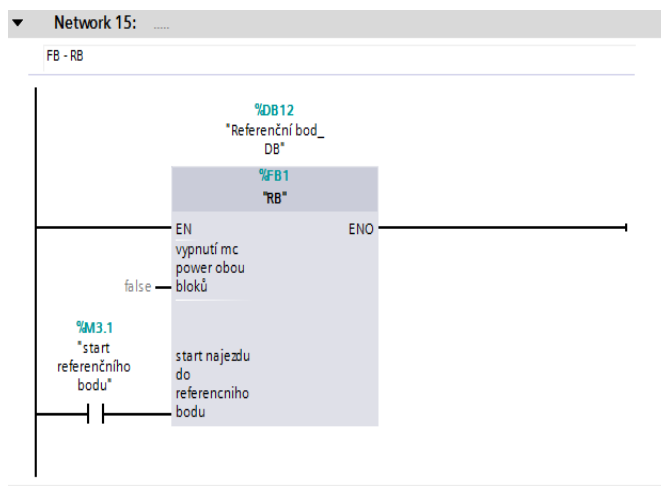 Network 15: .....
FB - RB
%DB12
"Referenční bod_
DB"
%FB1
"RB"
EN
ENO
vypnutí mc
power obou
bloků
false
%M3.1
"start
referenčního
bodu"
start najezdu
do
referencniho
bodu